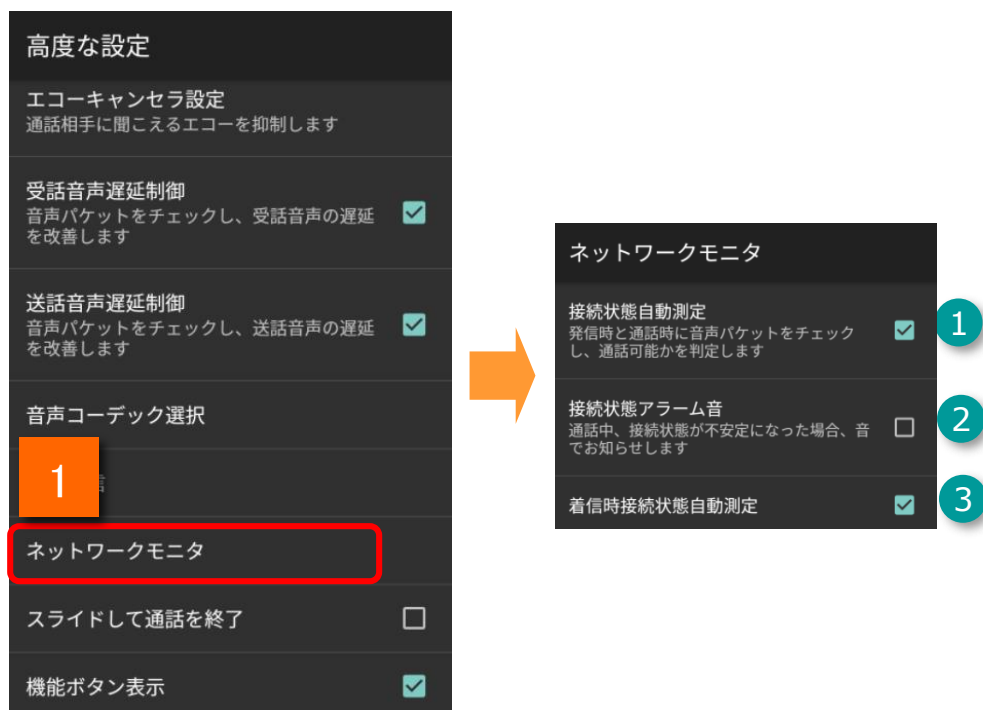 高度な設定
エコーキャンセラ設定
通話相手に聞こえるエコーを抑制します
受話音声遅延制御
音声パケットをチェックし、受話音声の遅延
を改善します
送話音声遅延制御
音声パケットをチェックし、送話音声の遅延
を改善します
音声コーデック選択
1
ネットワークモニタ
スライドして通話を終了
機能ボタン表示
ネットワークモニタ
接続状態自動測定
発信時と通話時に音声パケットをチェック
し、通話可能かを判定します
1
接続状態アラーム音
通話中、接続状態が不安定になった場合、音
でお知らせします
2
着信時接続状態自動測定
3